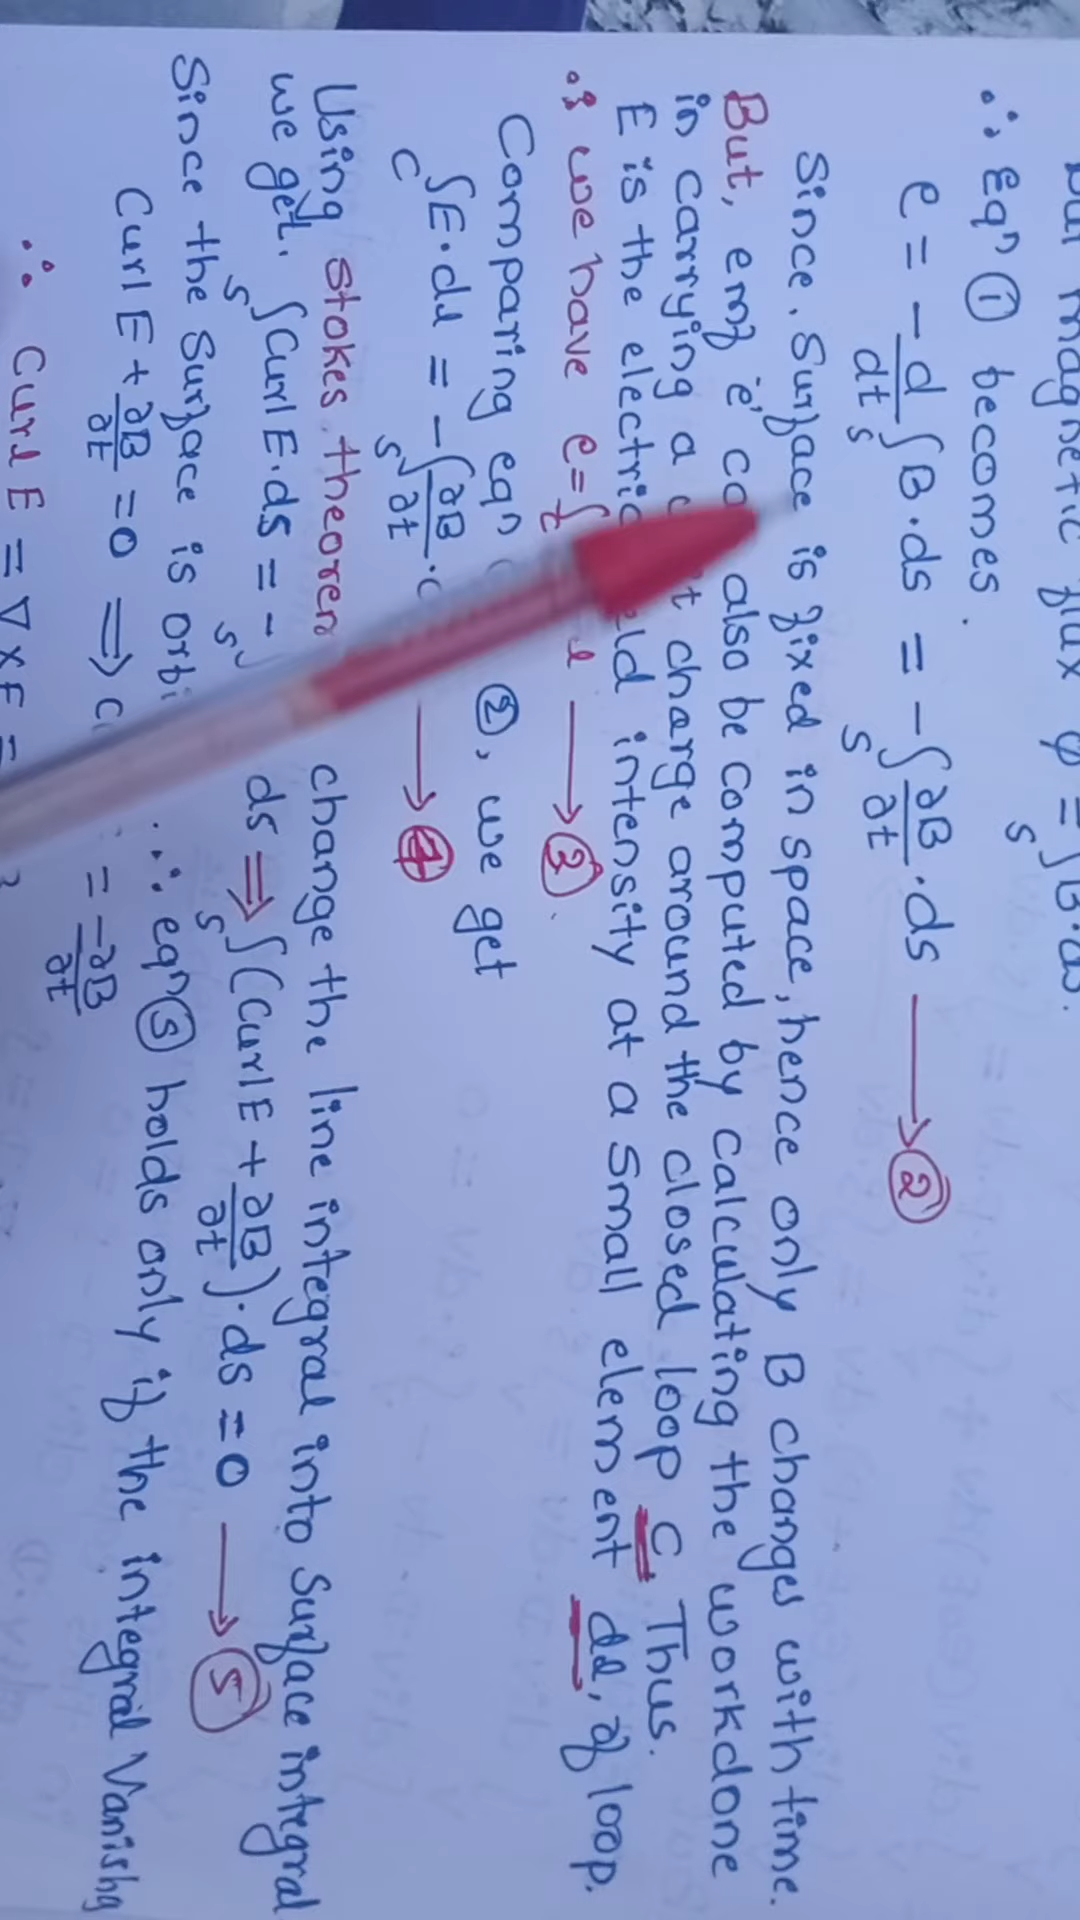 But magnetic flux φ = ∫B.ds.
S
∴ Eqⁿ ① becomes.
e = -d/dt ∫B.ds = -∫ ∂B/∂t .ds → ②
S S
Since, Surface is fixed in space, hence only B changes with time.
But, emf 'e' also be computed by calculating the workdone
in carrying a charge around the closed loop C Thus.
E is the electric intensity at a small element dl, of loop.
∴ we have e = ∫ → ③.
Comparing eqⁿ ②, we get
∫E.dl = -∫ ∂B/∂t . → ④
C S
Using stokes, theorem change the line integral into Surface integral
we get. ∫Curl E.ds = - ds ⇒ ∫(Curl E + ∂B/∂t).ds = 0 → ⑤
S S S
Since the Surface is ∴ eqⁿ ⑤ holds only if the integral Vanishg
Curl E + ∂B/∂t = 0 ⇒ = -∂B/∂t
∴ Curl E = ∇ × E =